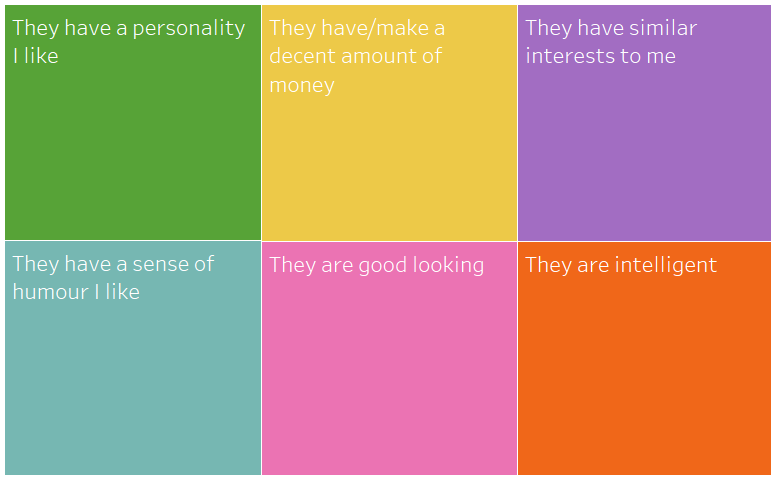 They have a personality
I like
They have/make a
decent amount of
money
They have similar
interests to me
They have a sense of
humour I like
They are good looking
They are intelligent